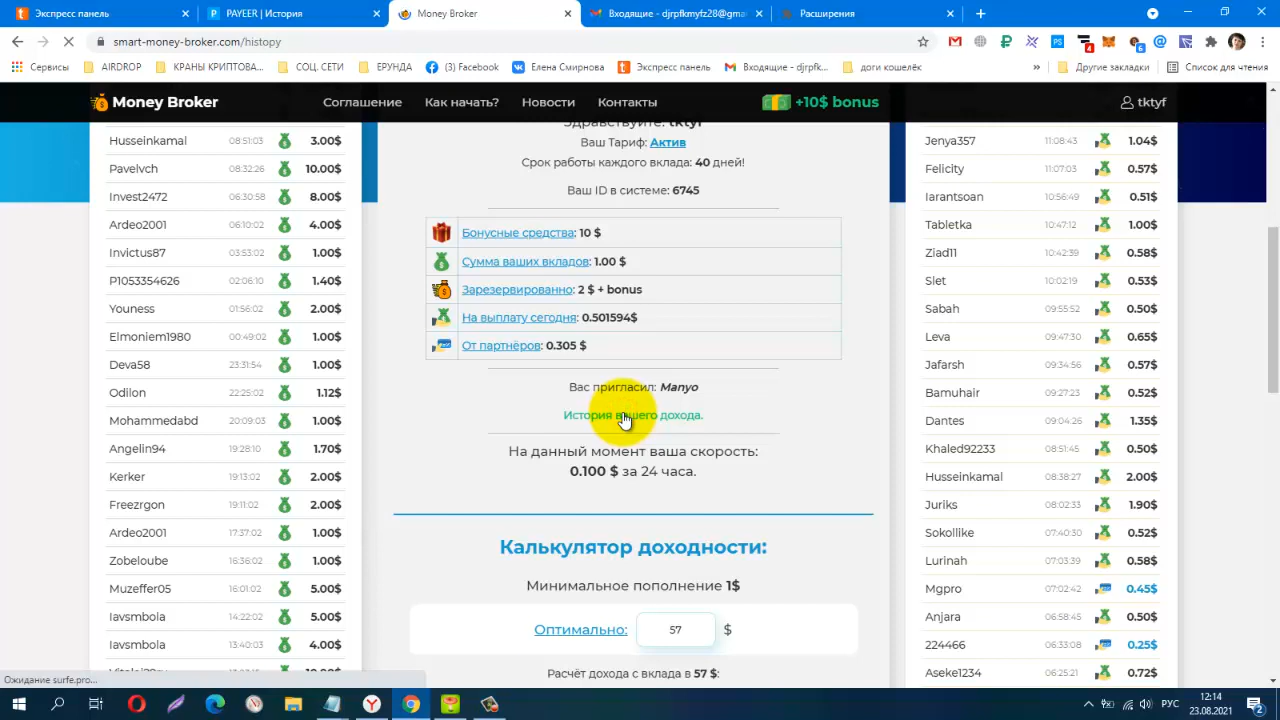 Экспресс панель
PAYEER // История
Money Broker
Входящие - djrpfkmyfz28@gmai
Расширения
smart-money-broker.com/histopy
Сервисы
AIRDROP
КРАНЫ КРИПТОВА...
СОЦ. СЕТИ
ЕРУНДА
(3) Facebook
Елена Смирнова
Экспресс панель
Входящие - djrpfk...
доги кошелёк
»
Другие закладки
Список для чтения
Money Broker
Соглашение
Как начать?
Новости
Контакты
+10$ bonus
tktyf
Husseinkamal 08:51:03 3.00$
Pavelvch 08:32:26 10.00$
Invest2472 06:30:58 8.00$
Ardeo2001 06:10:02 4.00$
Invictus87 03:53:02 1.00$
P1053354626 02:06:10 1.40$
Youness 01:56:02 2.00$
Elmoniem1980 00:49:02 1.00$
Deva58 23:31:54 1.00$
Odilon 22:25:02 1.12$
Mohammedabo 20:09:03 1.00$
Angelin94 19:28:10 1.70$
Kerker 19:13:02 2.00$
Freezrgon 19:11:02 2.00$
Ardeo2001 17:37:02 1.00$
Zobeloube 16:36:02 1.00$
Muzeffer05 16:01:02 5.00$
Iavsmbola 14:22:02 5.00$
Iavsmbola 13:40:03 4.00$
Здравствуйте: tktyf
Ваш Тариф: Актив
Срок работы каждого вклада: 40 дней!
Ваш ID в системе: 6745
Бонусные средства: 10 $
Сумма ваших вкладов: 1.00 $
Зарезервированно: 2 $ + bonus
На выплату сегодня: 0.501594$
От партнёров: 0.305 $
Вас пригласил: Manyo
История вашего дохода.
На данный момент ваша скорость:
0.100 $ за 24 часа.
Калькулятор доходности:
Минимальное пополнение 1$
Оптимально: 57 $
Расчёт дохода с вклада в 57 $:
Jenya357 11:08:43 1.04$
Felicity 11:07:03 0.57$
Iarantsoan 10:56:49 0.51$
Tabletka 10:47:12 1.00$
Ziad11 10:42:39 0.58$
Slet 10:02:19 0.53$
Sabah 09:55:52 0.50$
Leva 09:47:30 0.65$
Jafarsh 09:34:56 0.57$
Bamuhair 09:27:23 0.52$
Dantes 09:04:26 1.35$
Khaled92233 08:51:45 0.50$
Husseinkamal 08:38:27 2.00$
Juriks 08:02:33 1.90$
Sokollike 07:40:30 0.52$
Lurinah 07:03:39 0.58$
Mgpro 07:02:42 0.45$
Anjara 06:58:45 0.50$
224466 06:33:08 0.25$
Aseke1234 06:25:21 0.72$
Ожидание surfe.pro...
РУС
12:14
23.08.2021